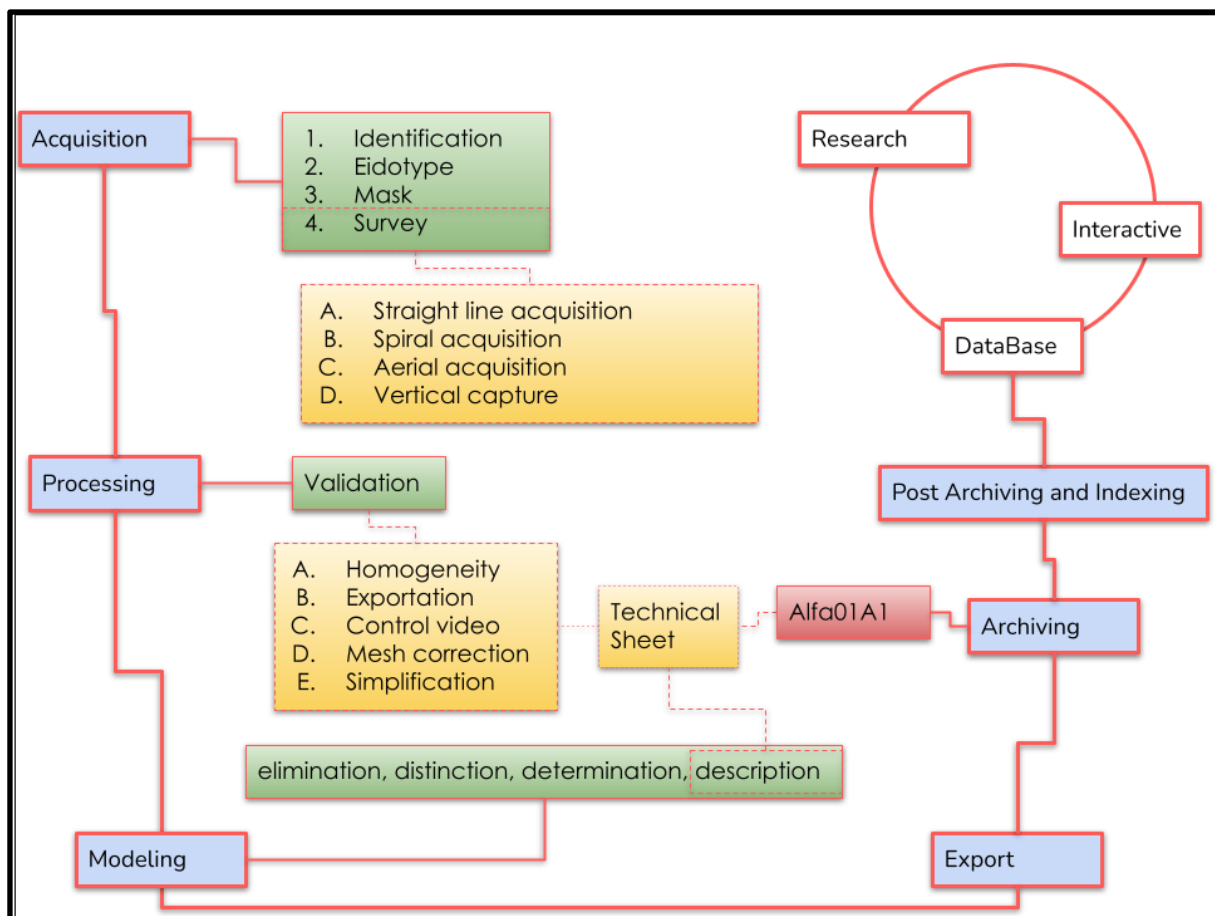 Acquisition
1. Identification
2. Eidotype
3. Mask
4. Survey
A. Straight line acquisition
B. Spiral acquisition
C. Aerial acquisition
D. Vertical capture
Research
Interactive
DataBase
Processing
Validation
Post Archiving and Indexing
A. Homogeneity
B. Exportation
C. Control video
D. Mesh correction
E. Simplification
Technical
Sheet
Alfa01A1
Archiving
elimination, distinction, determination, description
Modeling
Export